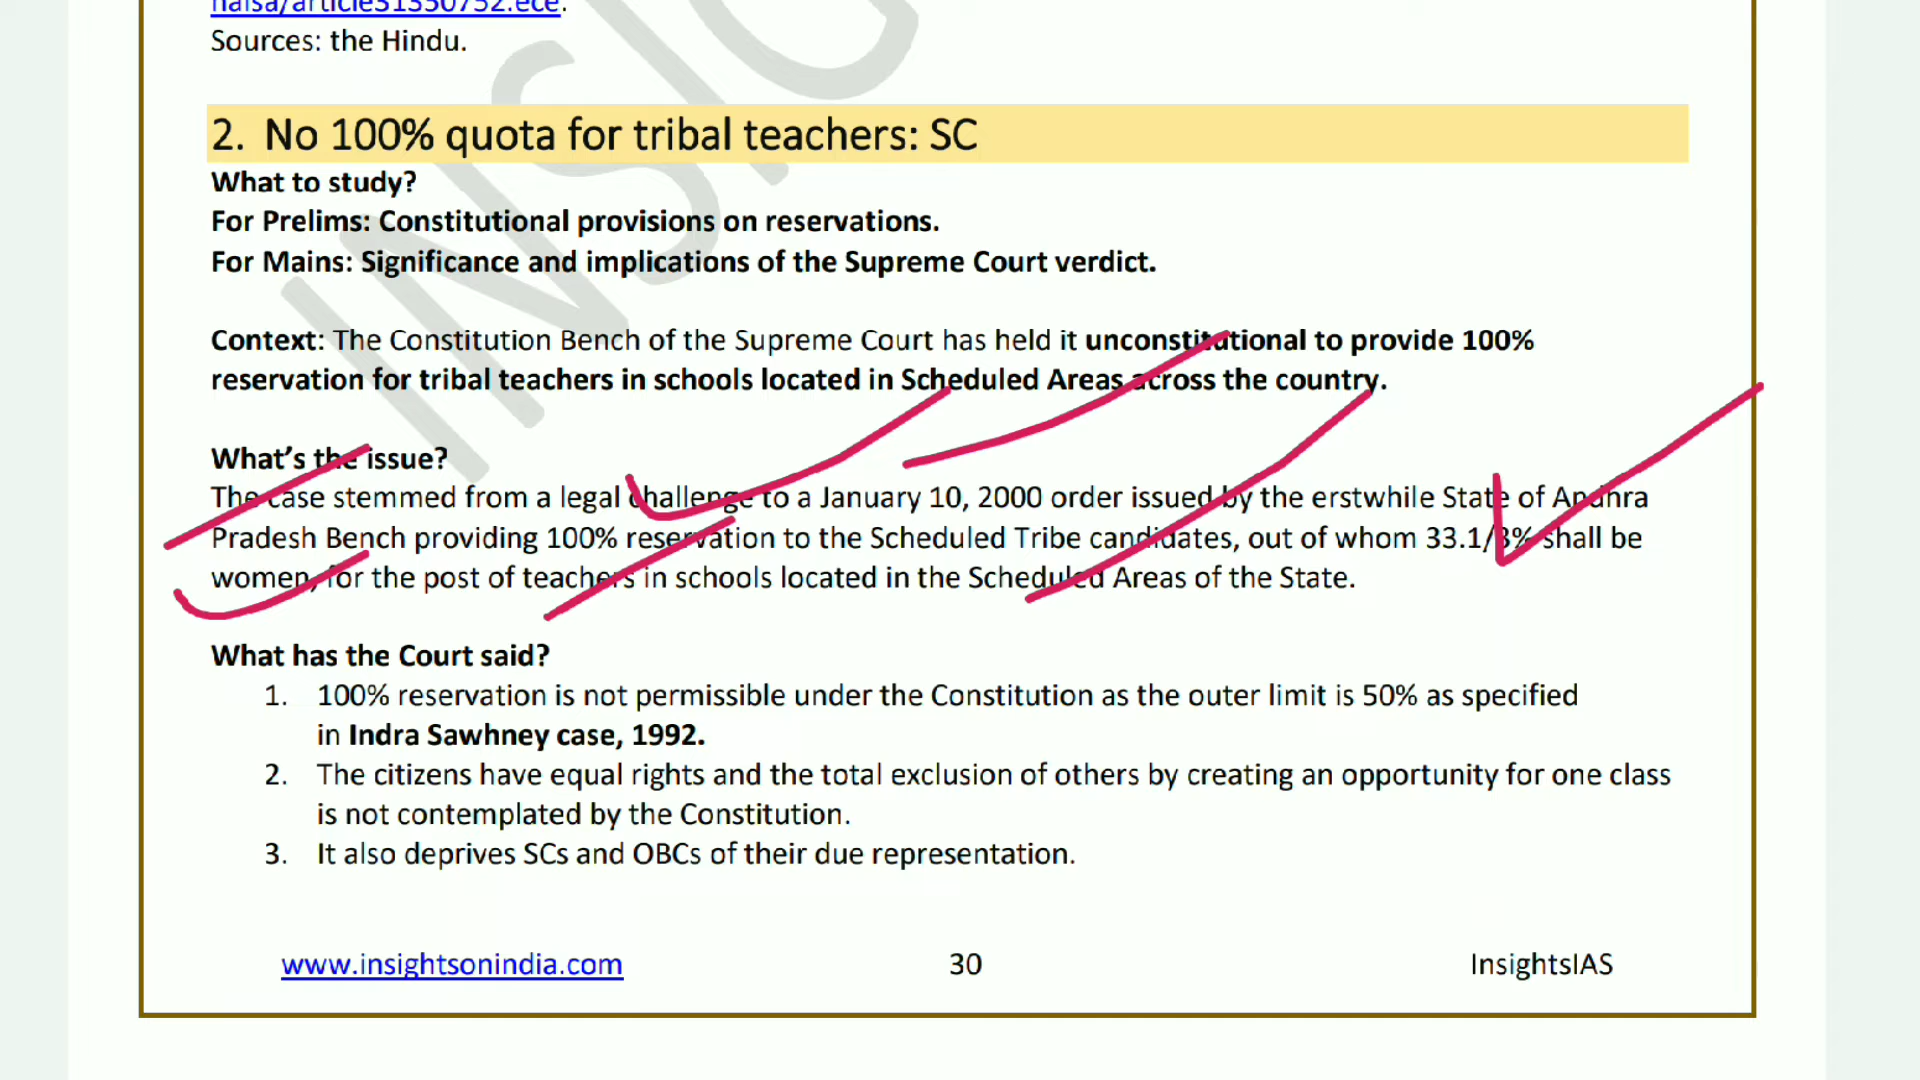 nalsa/article31350752.ece.
Sources: the Hindu.
2. No 100% quota for tribal teachers: SC
What to study?
For Prelims: Constitutional provisions on reservations.
For Mains: Significance and implications of the Supreme Court verdict.
Context: The Constitution Bench of the Supreme Court has held it unconstitutional to provide 100%
reservation for tribal teachers in schools located in Scheduled Areas across the country.
What's the issue?
The case stemmed from a legal challenge to a January 10, 2000 order issued by the erstwhile State of Andhra
Pradesh Bench providing 100% reservation to the Scheduled Tribe candidates, out of whom 33.1/3% shall be
women, for the post of teachers in schools located in the Scheduled Areas of the State.
What has the Court said?
1. 100% reservation is not permissible under the Constitution as the outer limit is 50% as specified
in Indra Sawhney case, 1992.
2. The citizens have equal rights and the total exclusion of others by creating an opportunity for one class
is not contemplated by the Constitution.
3. It also deprives SCs and OBCs of their due representation.
www.insightsonindia.com 30 InsightsIAS